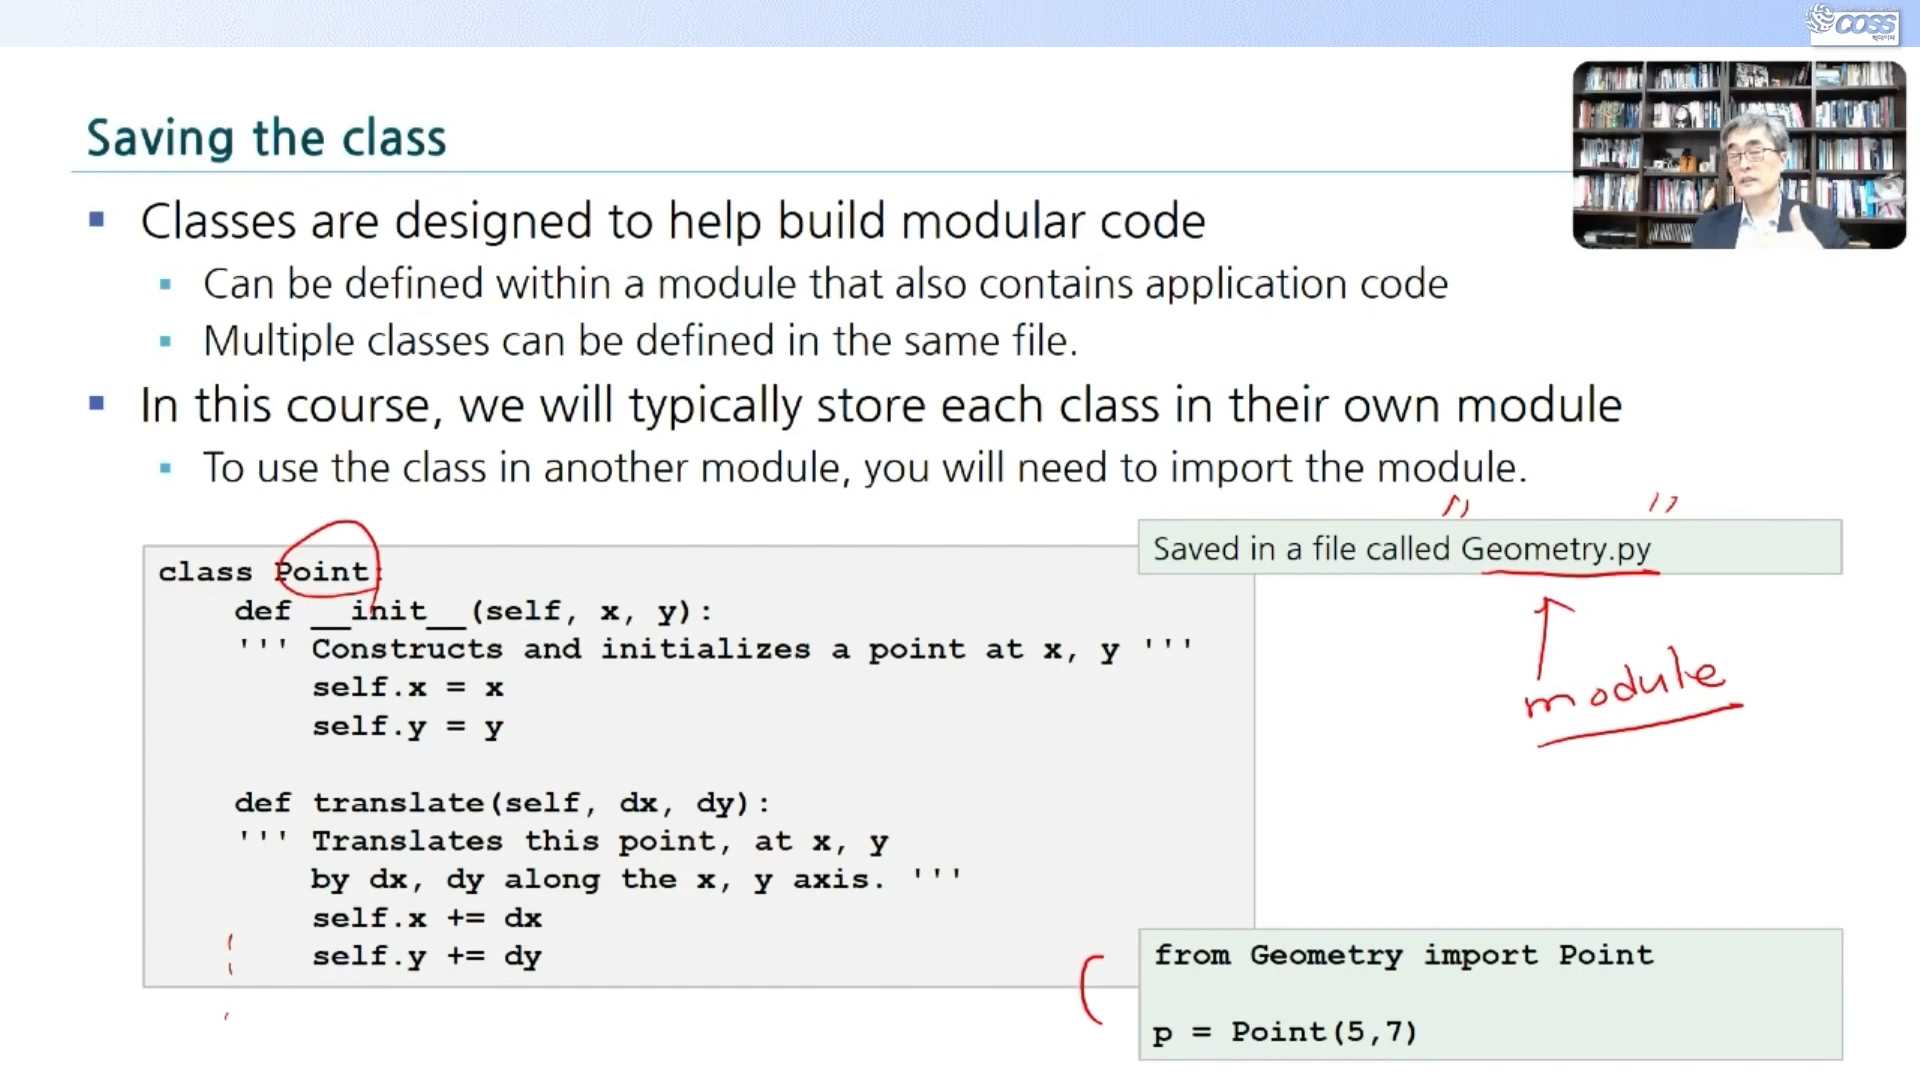 COSS
빅데이터
Saving the class
Classes are designed to help build modular code
Can be defined within a module that also contains application code
Multiple classes can be defined in the same file.
In this course, we will typically store each class in their own module
To use the class in another module, you will need to import the module.
Saved in a file called Geometry.py
module
class Point:
def __init__(self, x, y):
''' Constructs and initializes a point at x, y '''
self.x = x
self.y = y
def translate(self, dx, dy):
''' Translates this point, at x, y
by dx, dy along the x, y axis. '''
self.x += dx
self.y += dy
from Geometry import Point
p = Point(5,7)